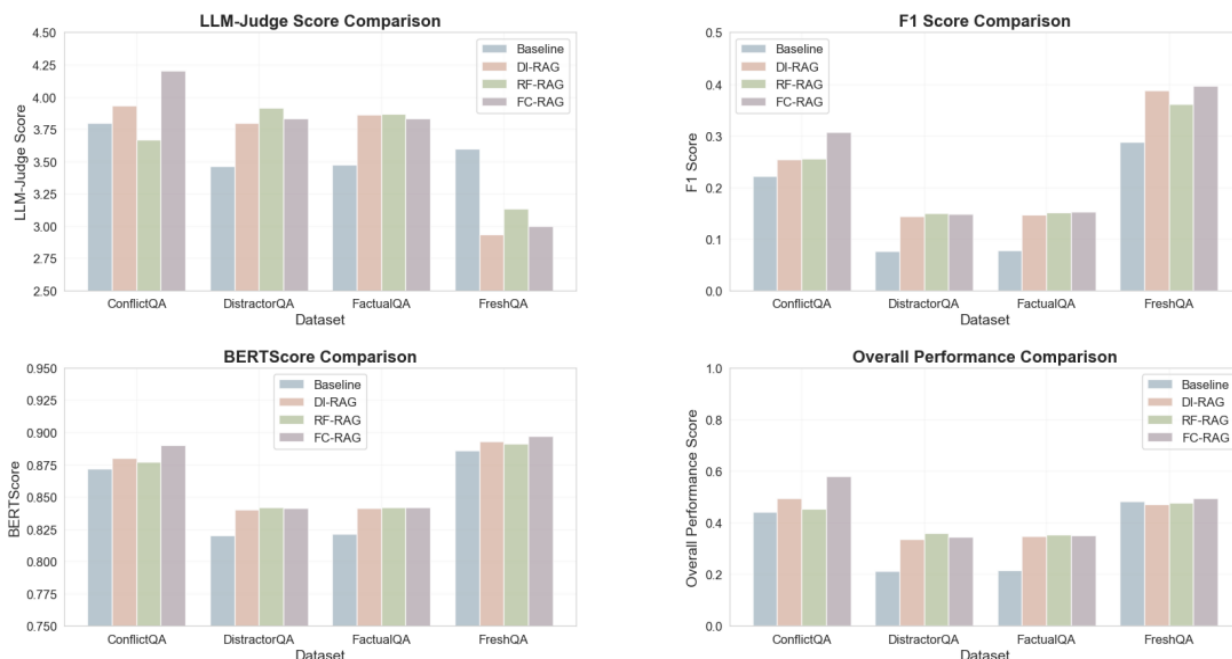 LLM-Judge Score Comparison
4.50
4.25
4.00
3.75
3.50
3.25
3.00
2.75
2.50
LLM-Judge Score
Baseline
DI-RAG
RF-RAG
FC-RAG
ConflictQA
DistractorQA
FactualQA
FreshQA
Dataset
F1 Score Comparison
0.5
0.4
0.3
0.2
0.1
0.0
F1 Score
Baseline
DI-RAG
RF-RAG
FC-RAG
ConflictQA
DistractorQA
FactualQA
FreshQA
Dataset
BERTScore Comparison
0.950
0.925
0.900
0.875
0.850
0.825
0.800
0.775
0.750
BERTScore
Baseline
DI-RAG
RF-RAG
FC-RAG
ConflictQA
DistractorQA
FactualQA
FreshQA
Dataset
Overall Performance Comparison
1.0
0.8
0.6
0.4
0.2
0.0
Overall Performance Score
Baseline
DI-RAG
RF-RAG
FC-RAG
ConflictQA
DistractorQA
FactualQA
FreshQA
Dataset